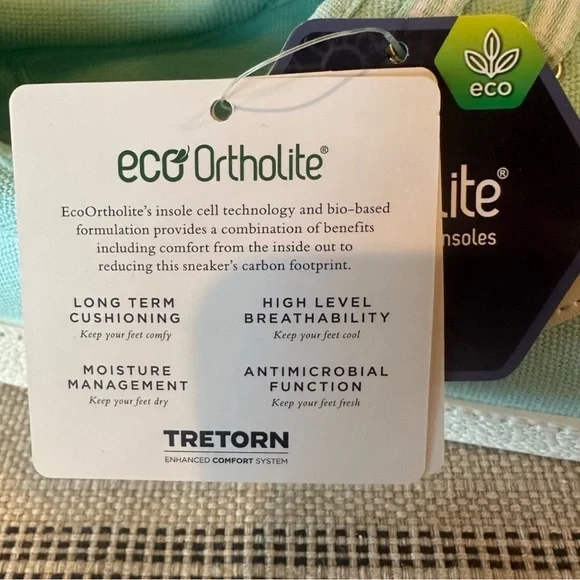 eco Ortholite®
EcoOrtholite's insole cell technology and bio-based
formulation provides a combination of benefits
including comfort from the inside out to
reducing this sneaker's carbon footprint.
LONG TERM
CUSHIONING
Keep your feet comfy
HIGH LEVEL
BREATHABILITY
Keep your feet cool
MOISTURE
MANAGEMENT
Keep your feet dry
ANTIMICROBIAL
FUNCTION
Keep your feet fresh
TRETORN
ENHANCED COMFORT SYSTEM
eco
lite®
nsoles